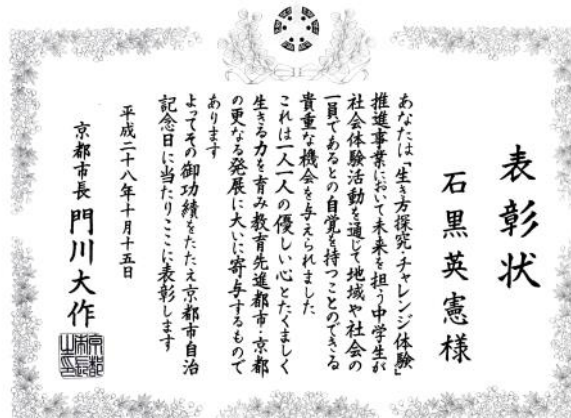 表彰状
石黒英憲様
あなたは「生き方探究・チャレンジ体験」
推進事業において未来を担う中学生が
社会体験活動を通じて地域や社会の
一員であるとの自覚を持つことのできる
貴重な機会を与えられました
これは一人一人の優しい心とたくましく
生きる力を育み教育先進都市・京都
の更なる発展に大いに寄与するもので
あります
よってその御功績をたたえ京都市自治
記念日に当たりここに表彰します
平成二十八年十月十五日
京都市長 門川大作
京都市長之印